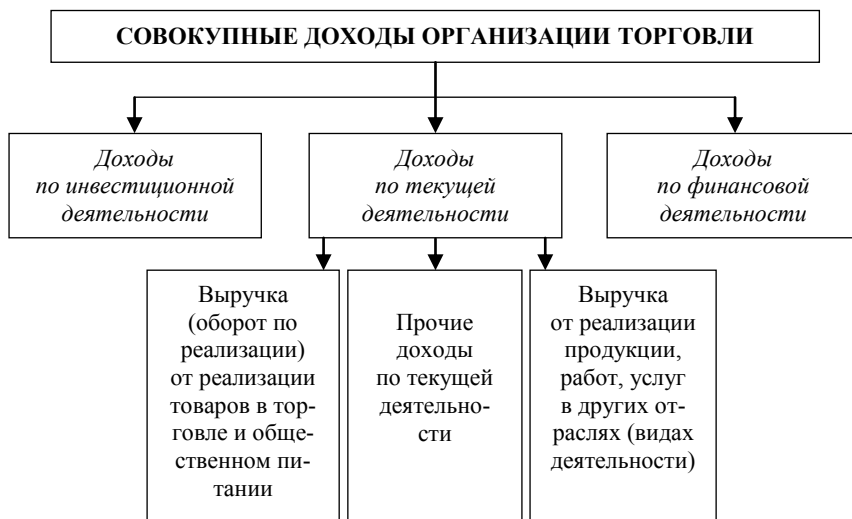 СОВОКУПНЫЕ ДОХОДЫ ОРГАНИЗАЦИИ ТОРГОВЛИ
Доходы
по инвестиционной
деятельности
Доходы
по текущей
деятельности
Доходы
по финансовой
деятельности
Выручка
(оборот по
реализации)
от реализации
товаров в тор-
говле и обще-
ственном пи-
тании
Прочие
доходы
по текущей
деятельно-
сти
Выручка
от реализации
продукции,
работ, услуг
в других от-
раслях (видах
деятельности)